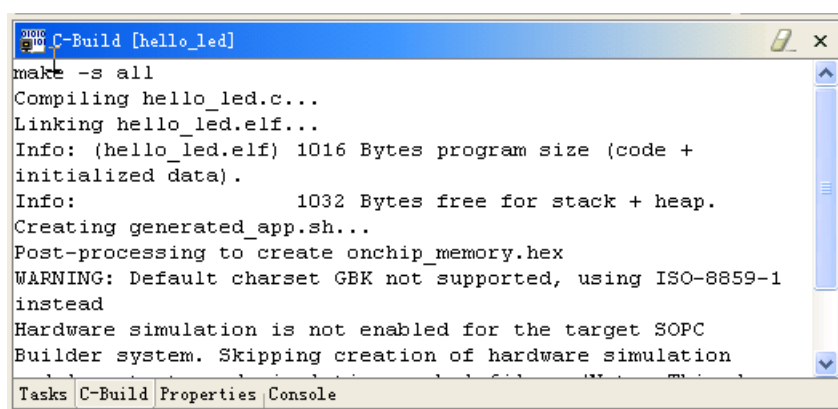 C-Build [hello_led]
make -s all
Compiling hello_led.c...
Linking hello_led.elf...
Info: (hello_led.elf) 1016 Bytes program size (code +
initialized data).
Info:                 1032 Bytes free for stack + heap.
Creating generated_app.sh...
Post-processing to create onchip_memory.hex
WARNING: Default charset GBK not supported, using ISO-8859-1
instead
Hardware simulation is not enabled for the target SOPC
Builder system. Skipping creation of hardware simulation
Tasks C-Build Properties Console